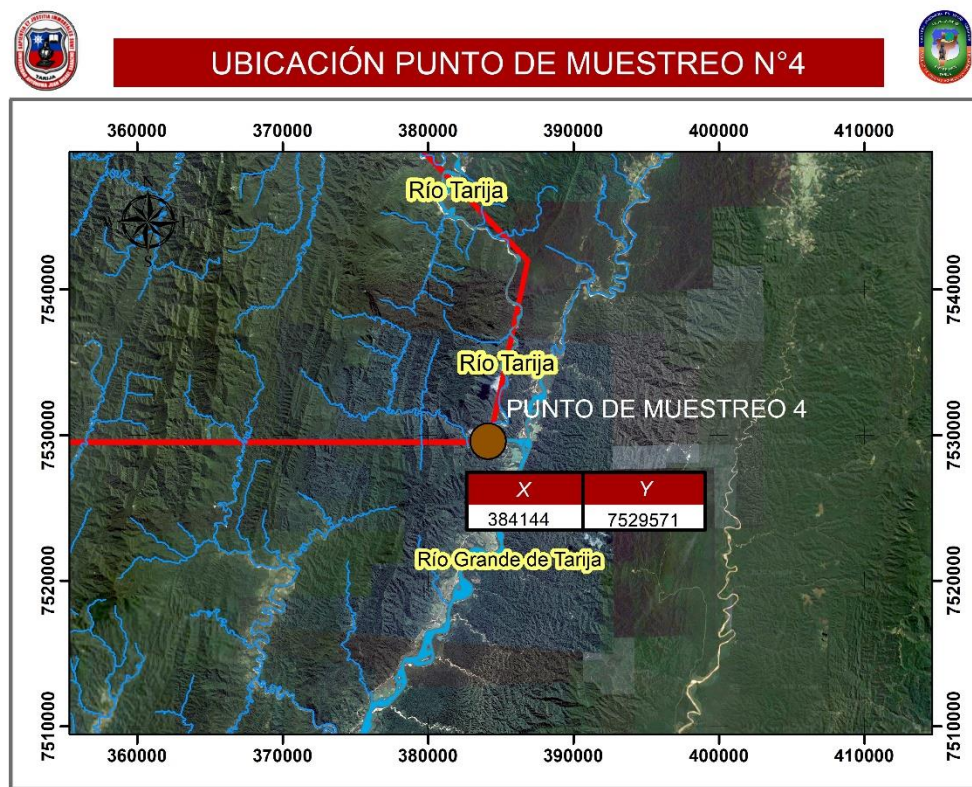 UBICACIÓN PUNTO DE MUESTREO N°4
TARIJA
360000 370000 380000 390000 400000 410000
N
S
Río Tarija
7540000 7540000
Río Tarija
PUNTO DE MUESTREO 4
7530000 7530000
X Y
384144 7529571
Río Grande de Tarija
7520000 7520000
7510000 7510000
360000 370000 380000 390000 400000 410000